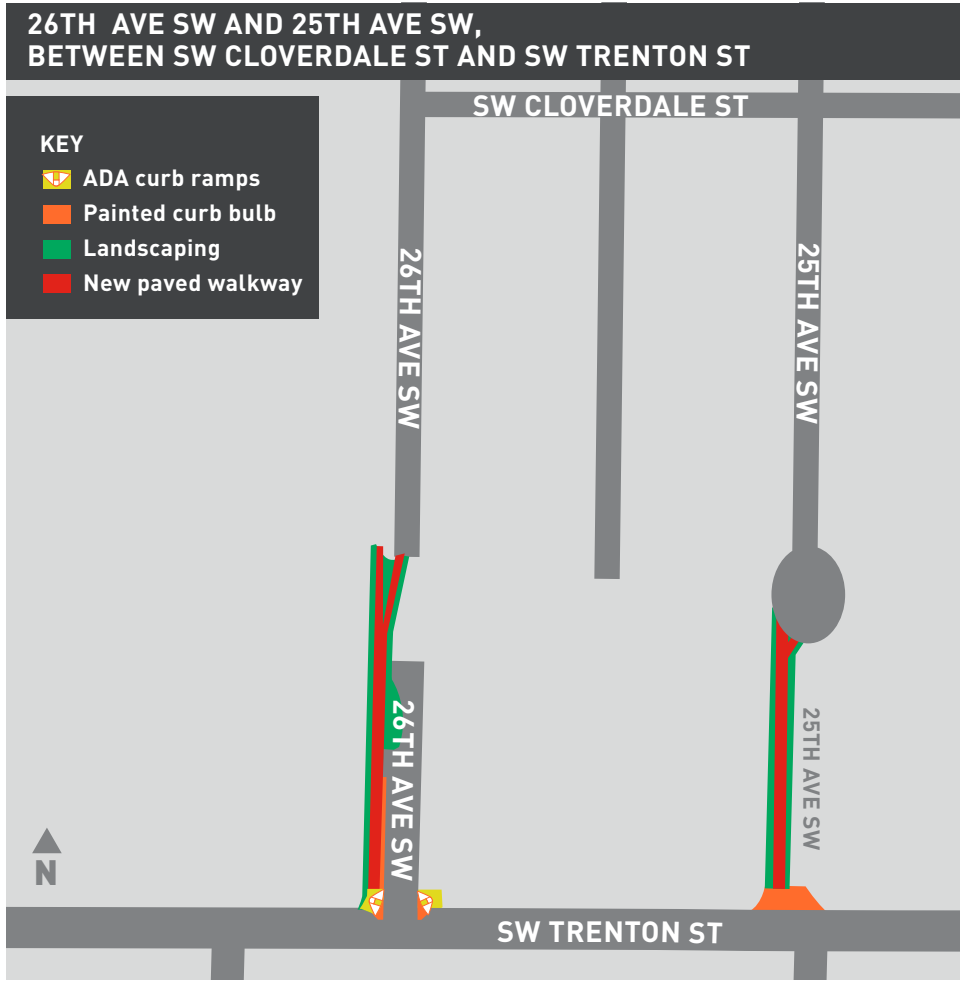 26TH AVE SW AND 25TH AVE SW,
BETWEEN SW CLOVERDALE ST AND SW TRENTON ST
SW CLOVERDALE ST
KEY
ADA curb ramps
Painted curb bulb
Landscaping
New paved walkway
26TH AVE SW
25TH AVE SW
26TH AVE SW
25TH AVE SW
N
SW TRENTON ST